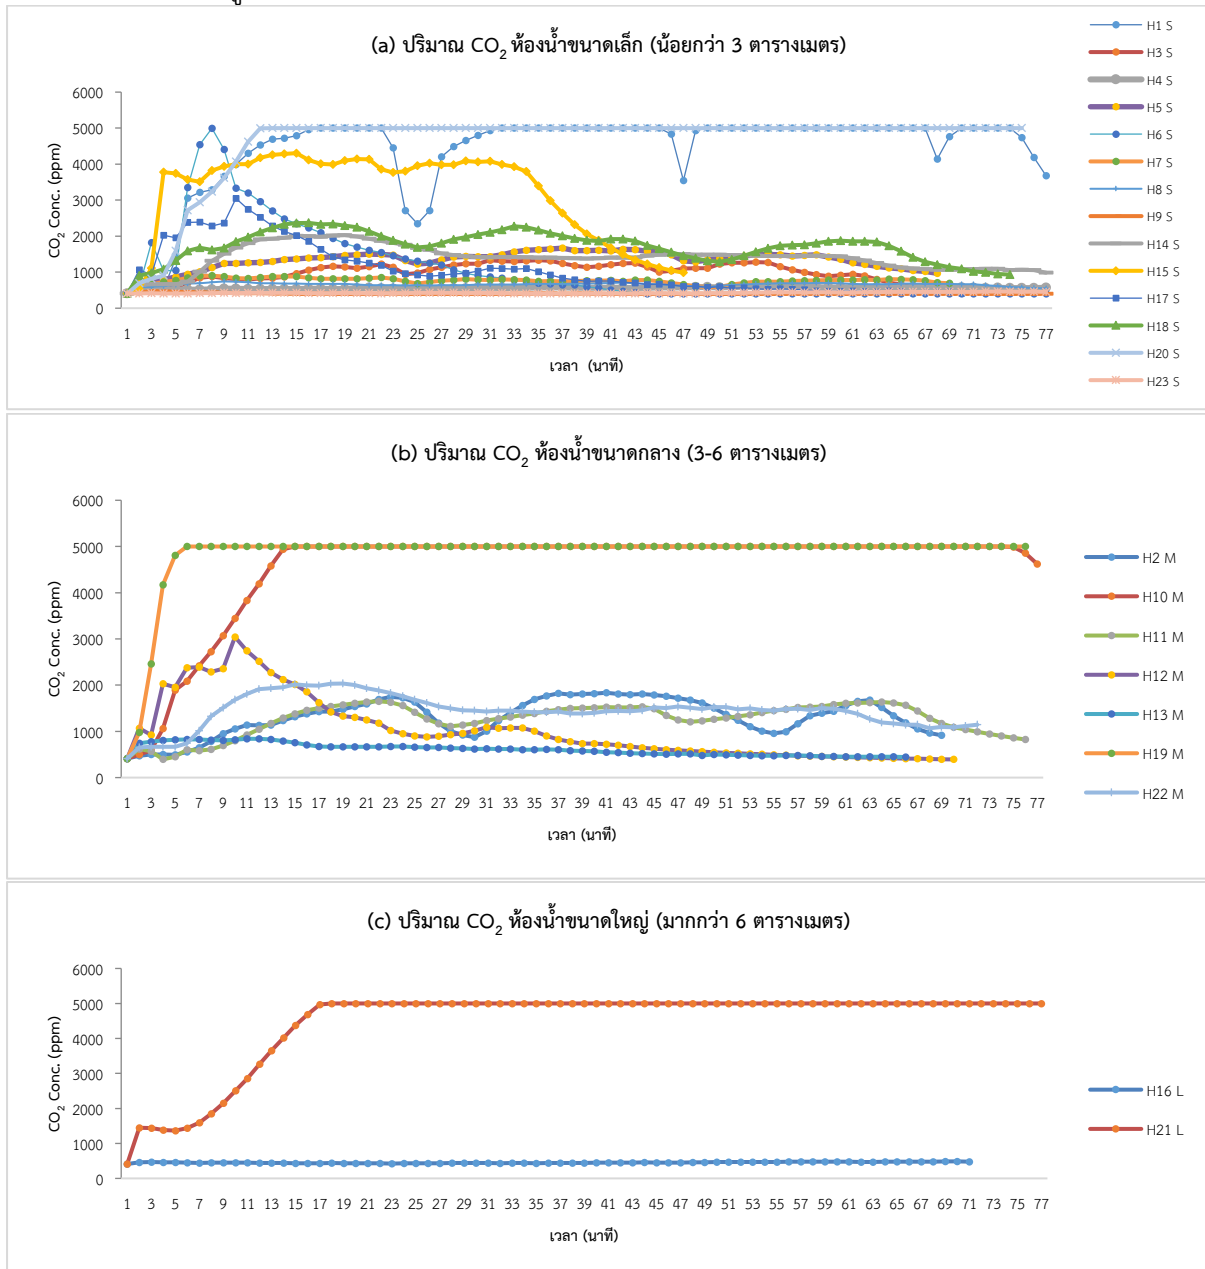 (a) ปริมาณ CO2 ห้องน้ำขนาดเล็ก (น้อยกว่า 3 ตารางเมตร)
CO2 Conc. (ppm)
6000
5000
4000
3000
2000
1000
0
1 3 5 7 9 11 13 15 17 19 21 23 25 27 29 31 33 35 37 39 41 43 45 47 49 51 53 55 57 59 61 63 65 67 69 71 73 75 77
เวลา (นาที)
H1 S
H3 S
H4 S
H5 S
H6 S
H7 S
H8 S
H9 S
H14 S
H15 S
H17 S
H18 S
H20 S
H23 S
(b) ปริมาณ CO2 ห้องน้ำขนาดกลาง (3-6 ตารางเมตร)
CO2 Conc. (ppm)
6000
5000
4000
3000
2000
1000
0
1 3 5 7 9 11 13 15 17 19 21 23 25 27 29 31 33 35 37 39 41 43 45 47 49 51 53 55 57 59 61 63 65 67 69 71 73 75 77
เวลา (นาที)
H2 M
H10 M
H11 M
H12 M
H13 M
H19 M
H22 M
(c) ปริมาณ CO2 ห้องน้ำขนาดใหญ่ (มากกว่า 6 ตารางเมตร)
CO2 Conc. (ppm)
6000
5000
4000
3000
2000
1000
0
1 3 5 7 9 11 13 15 17 19 21 23 25 27 29 31 33 35 37 39 41 43 45 47 49 51 53 55 57 59 61 63 65 67 69 71 73 75 77
เวลา (นาที)
H16 L
H21 L